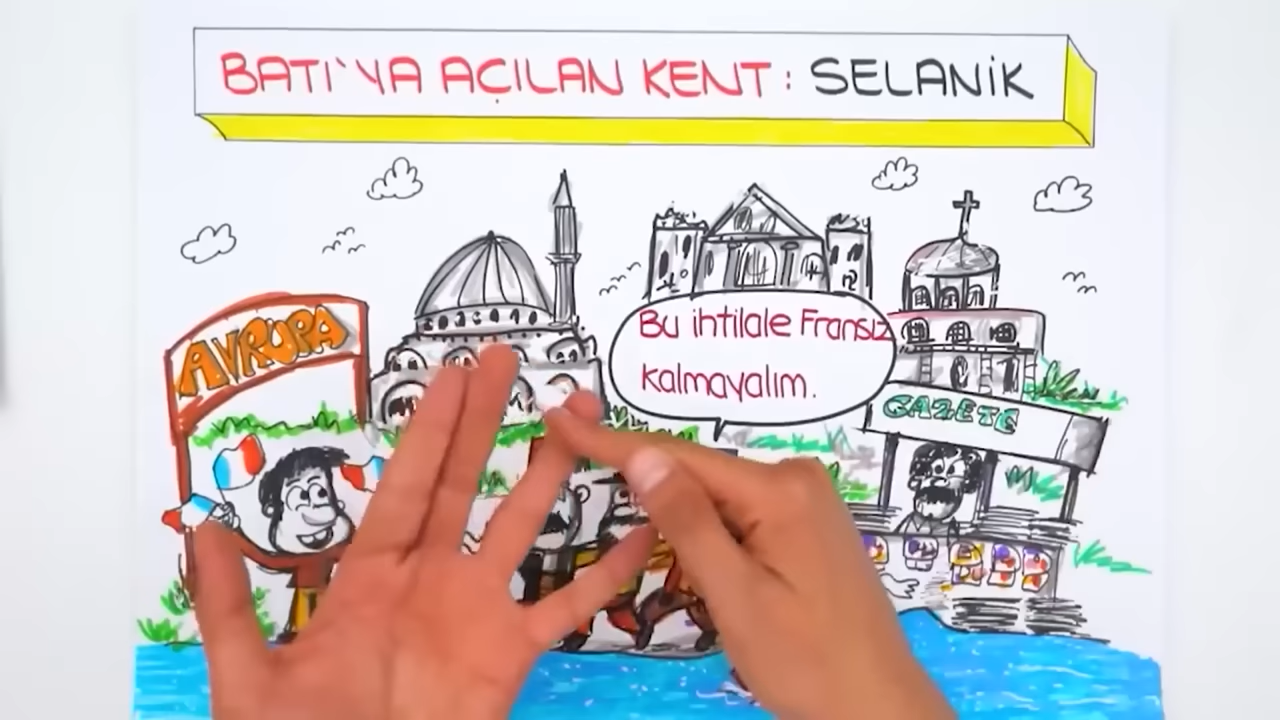 BATI'YA AÇILAN KENT: SELANİK
AVRUPA
Bu ihtilale Fransız
kalmayalım.
GAZETE